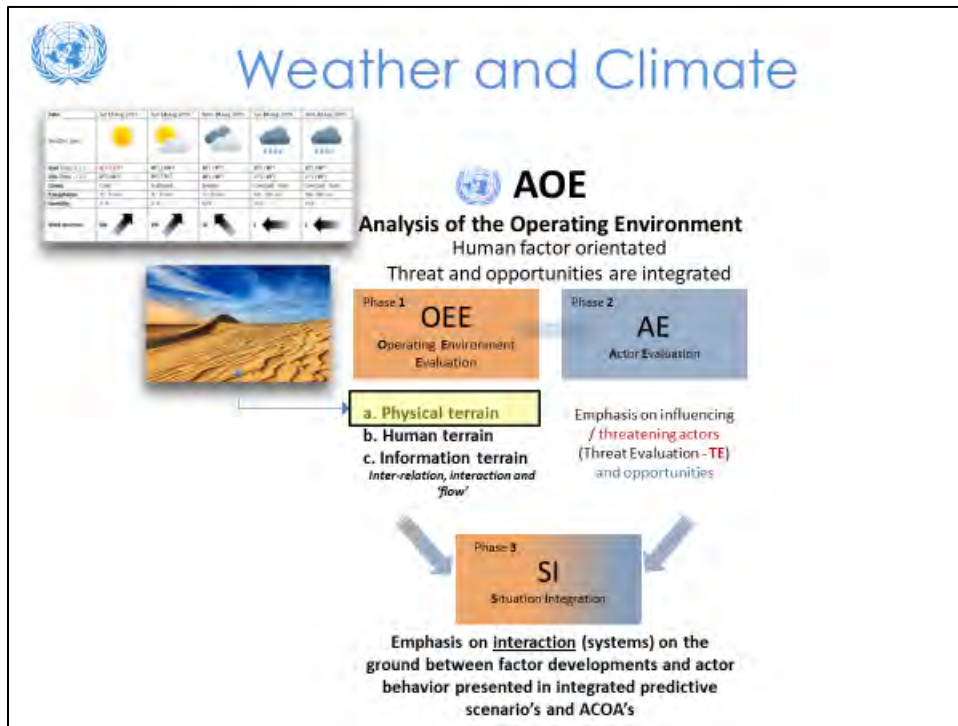 Weather and Climate
AOE
Analysis of the Operating Environment
Human factor orientated
Threat and opportunities are integrated
Phase 1
OEE
Operating Environment
Evaluation
Phase 2
AE
Actor Evaluation
a. Physical terrain
b. Human terrain
c. Information terrain
Inter-relation, interaction and
'flow'
Emphasis on influencing
/ threatening actors
(Threat Evaluation - TE)
and opportunities
Phase 3
SI
Situation Integration
Emphasis on interaction (systems) on the
ground between factor developments and actor
behavior presented in integrated predictive
scenario's and ACOA's